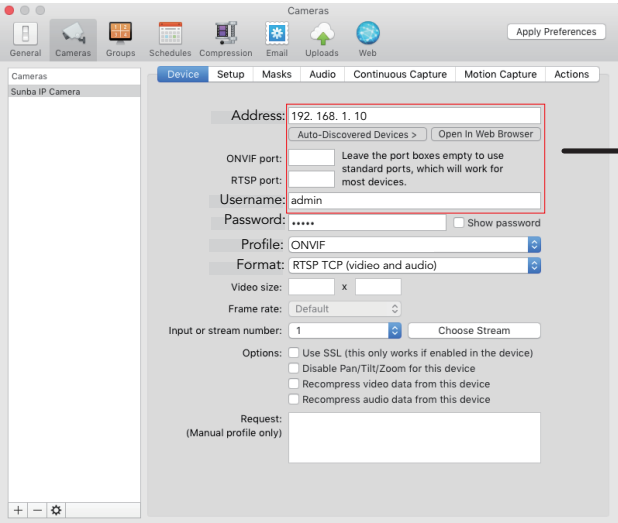 Cameras
General Cameras Groups Schedules Compression Email Uploads Web
Apply Preferences
Cameras
Sunba IP Camera
Device Setup Masks Audio Continuous Capture Motion Capture Actions
Address: 192. 168. 1. 10
Auto-Discovered Devices > Open In Web Browser
ONVIF port:
RTSP port:
Leave the port boxes empty to use
standard ports, which will work for
most devices.
Username: admin
Password: ••••• Show password
Profile: ONVIF
Format: RTSP TCP (video and audio)
Video size: x
Frame rate: Default
Input or stream number: 1 Choose Stream
Options: Use SSL (this only works if enabled in the device)
Disable Pan/Tilt/Zoom for this device
Recompress video data from this device
Recompress audio data from this device
Request:
(Manual profile only)